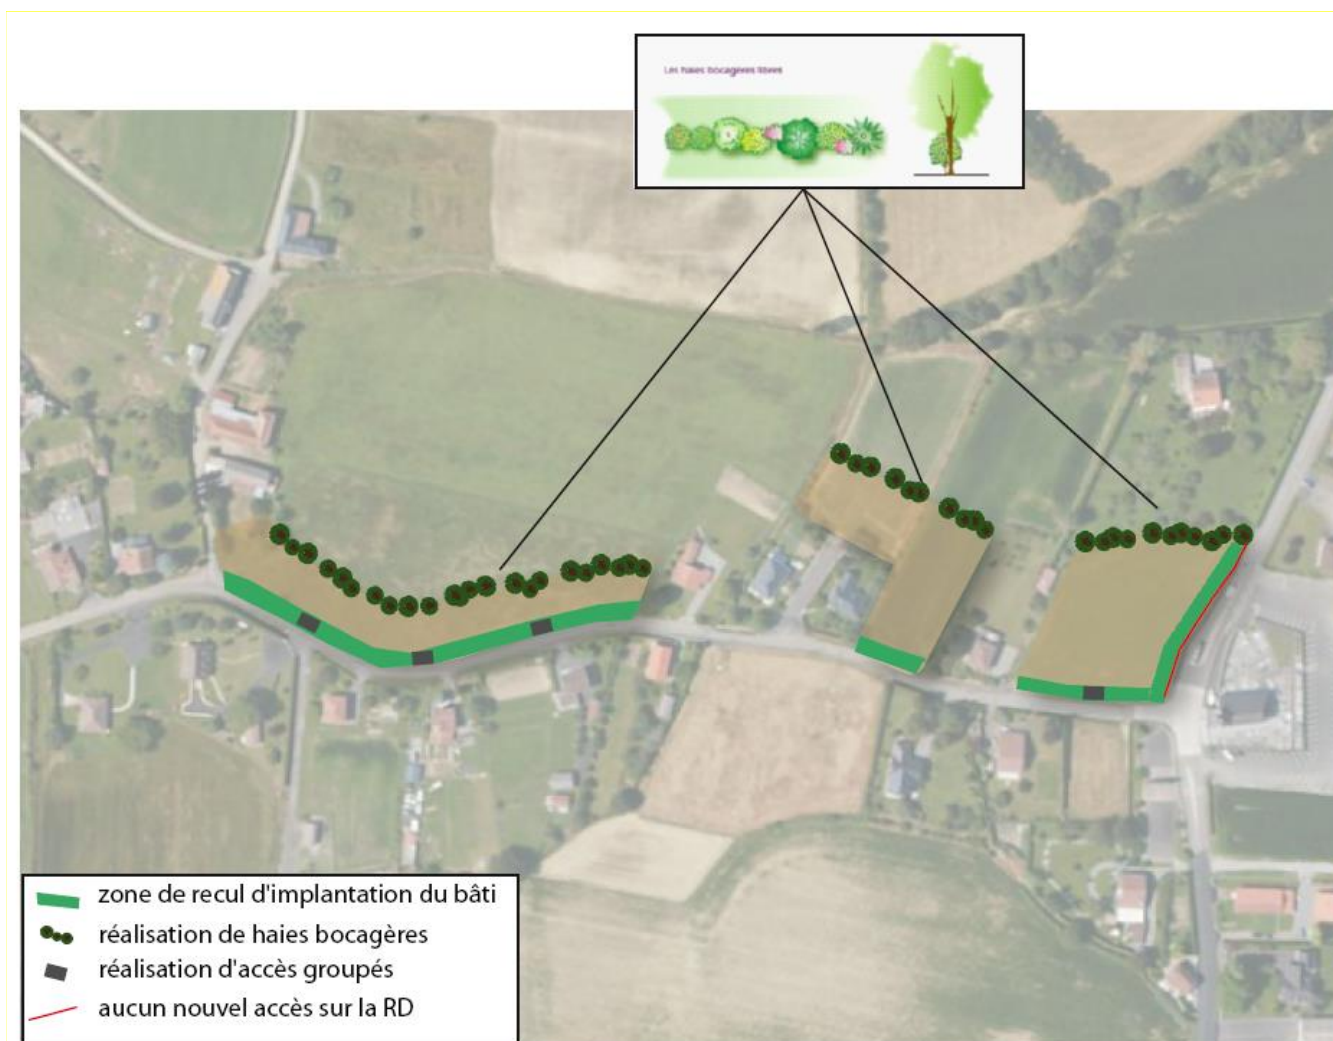 Les haies bocagères libres
zone de recul d'implantation du bâti
réalisation de haies bocagères
réalisation d'accès groupés
aucun nouvel accès sur la RD